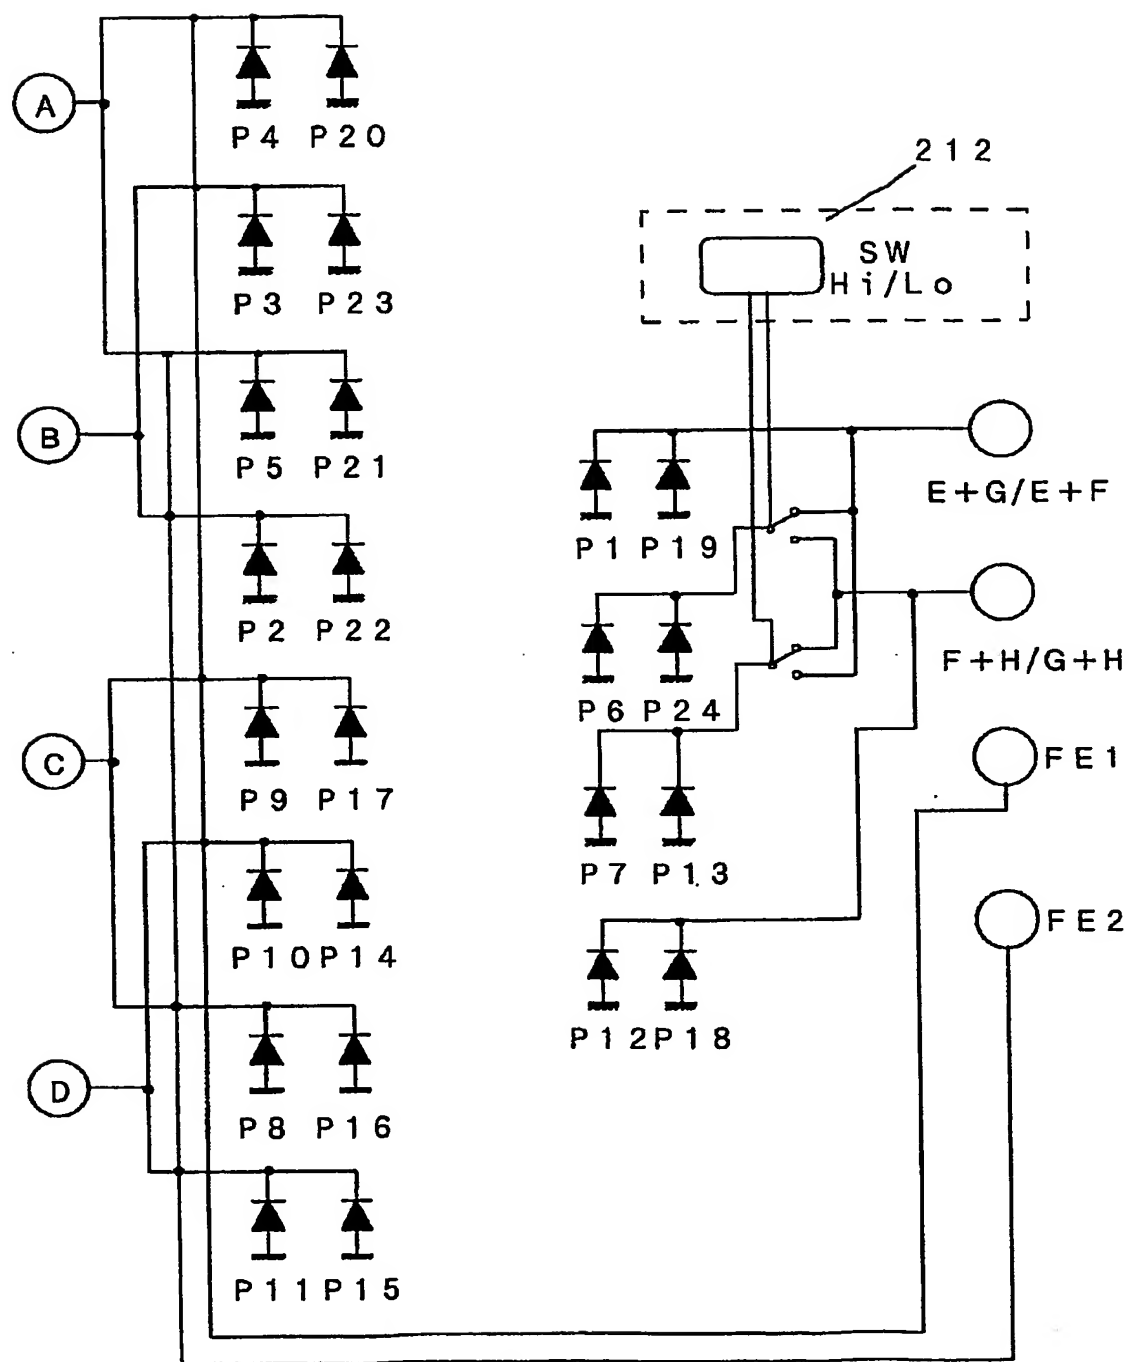 A
P4 P20
212
P3 P23
SW
Hi/Lo
B
P5 P21
E+G/E+F
P1 P19
P2 P22
F+H/G+H
P6 P24
C
FE1
P9 P17
P7 P13
FE2
P10 P14
P12 P18
D
P8 P16
P11 P15